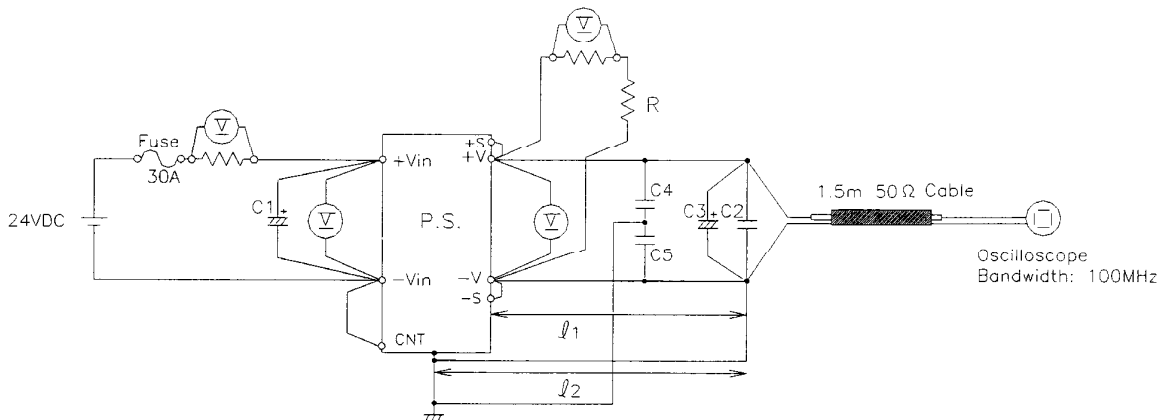 V
V
R
Fuse
30A
24VDC
C1
+
V
+Vin
P.S.
-Vin
CNT
+S
+V
-V
-S
V
C4
C5
C3
+
C2
1.5m 50Ω Cable
Oscilloscope
Bandwidth: 100MHz
ℓ1
ℓ2